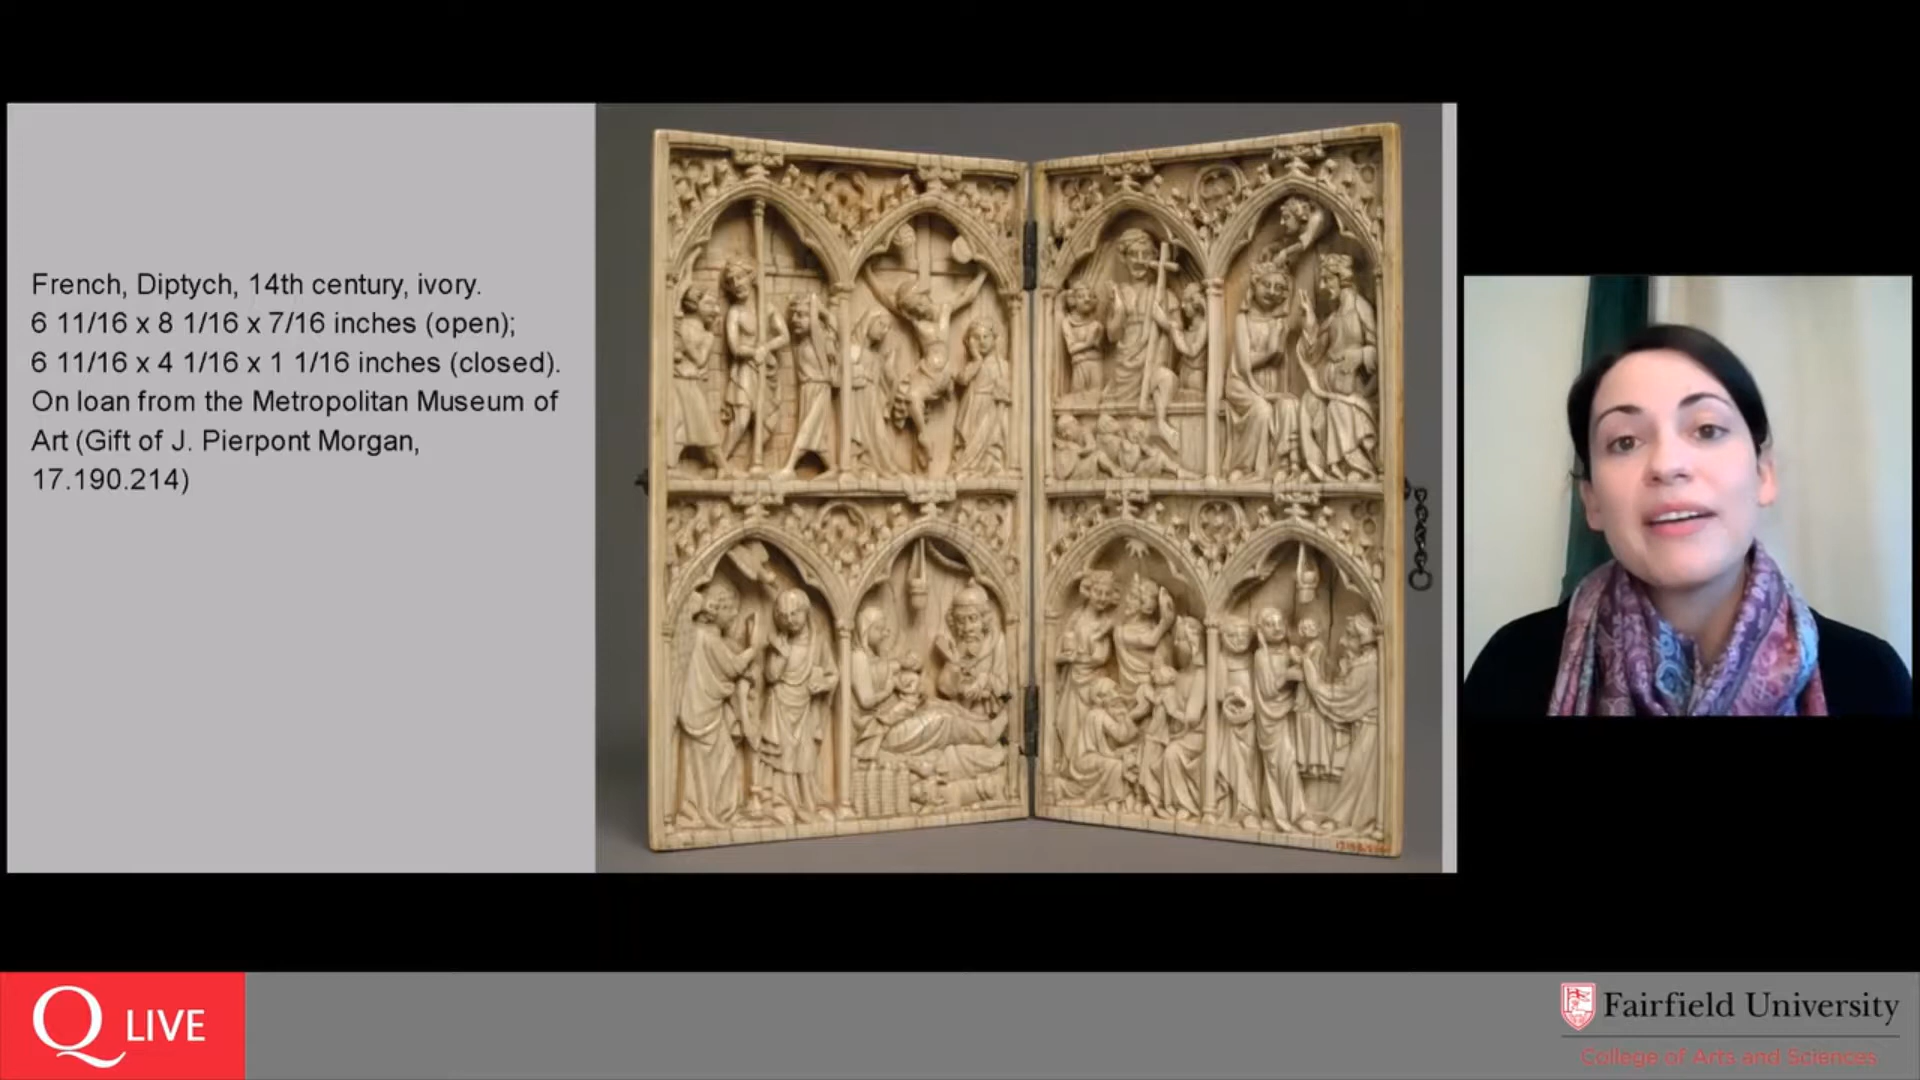 French, Diptych, 14th century, ivory.
6 11/16 x 8 1/16 x 7/16 inches (open);
6 11/16 x 4 1/16 x 1 1/16 inches (closed).
On loan from the Metropolitan Museum of
Art (Gift of J. Pierpont Morgan,
17.190.214)
Q LIVE
Fairfield University
College of Arts and Sciences